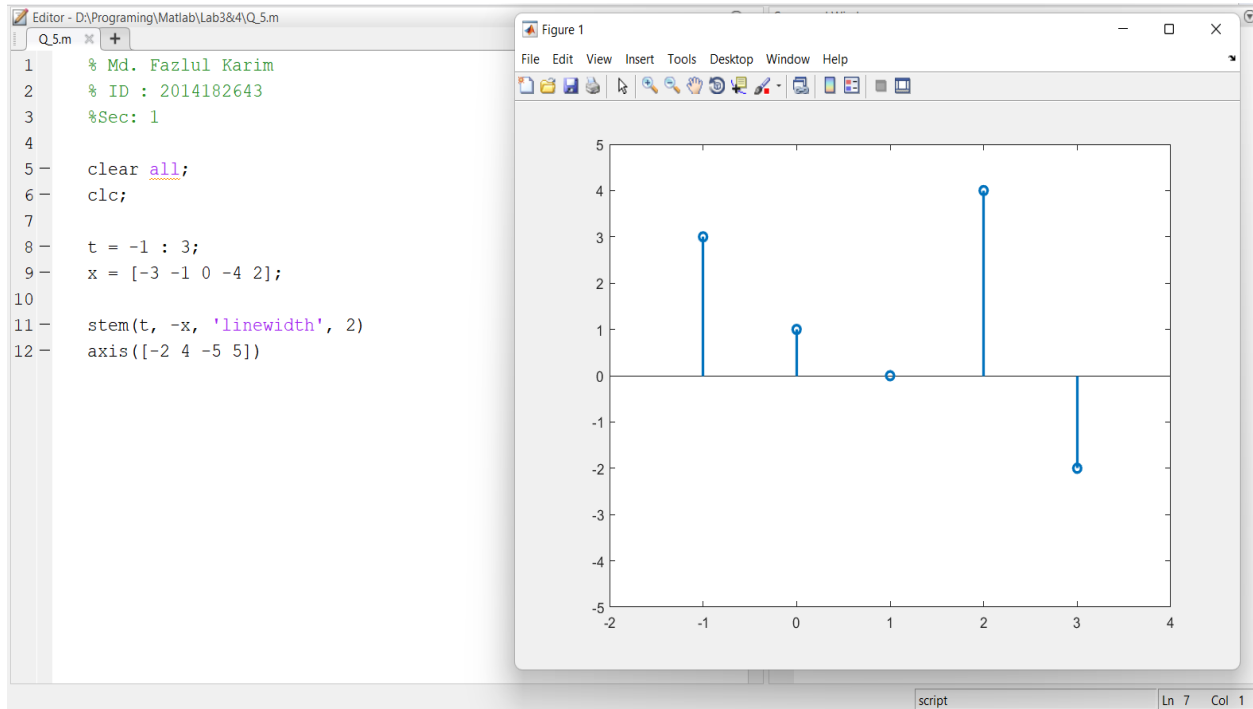 Editor - D:\Programing\Matlab\Lab3&4\Q_5.m
Q_5.m × +
1 % Md. Fazlul Karim
2 % ID : 2014182643
3 %Sec: 1
4
5 — clear all;
6 — clc;
7
8 — t = -1 : 3;
9 — x = [-3 -1 0 -4 2];
10
11 — stem(t, -x, 'linewidth', 2)
12 — axis([-2 4 -5 5])
Figure 1
File Edit View Insert Tools Desktop Window Help
5
4
3
2
1
0
-1
-2
-3
-4
-5
-2 -1 0 1 2 3 4
script Ln 7 Col 1